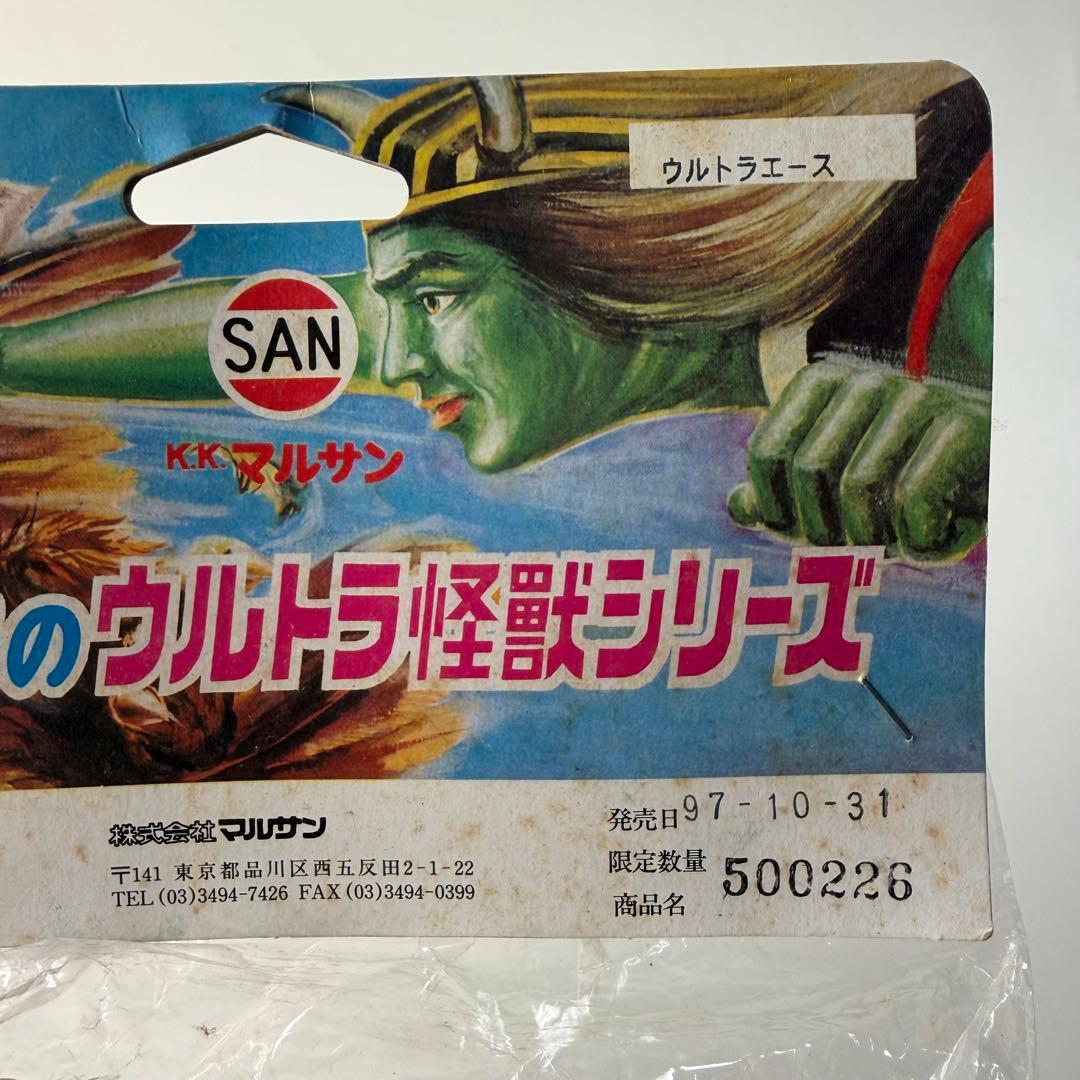 ウルトラエース
SAN
K.K.マルサン
のウルトラ怪獣シリーズ
株式会社マルサン
〒141 東京都品川区西五反田2-1-22
TEL (03)3494-7426 FAX (03)3494-0399
発売日 97-10-31
限定数量 500226
商品名